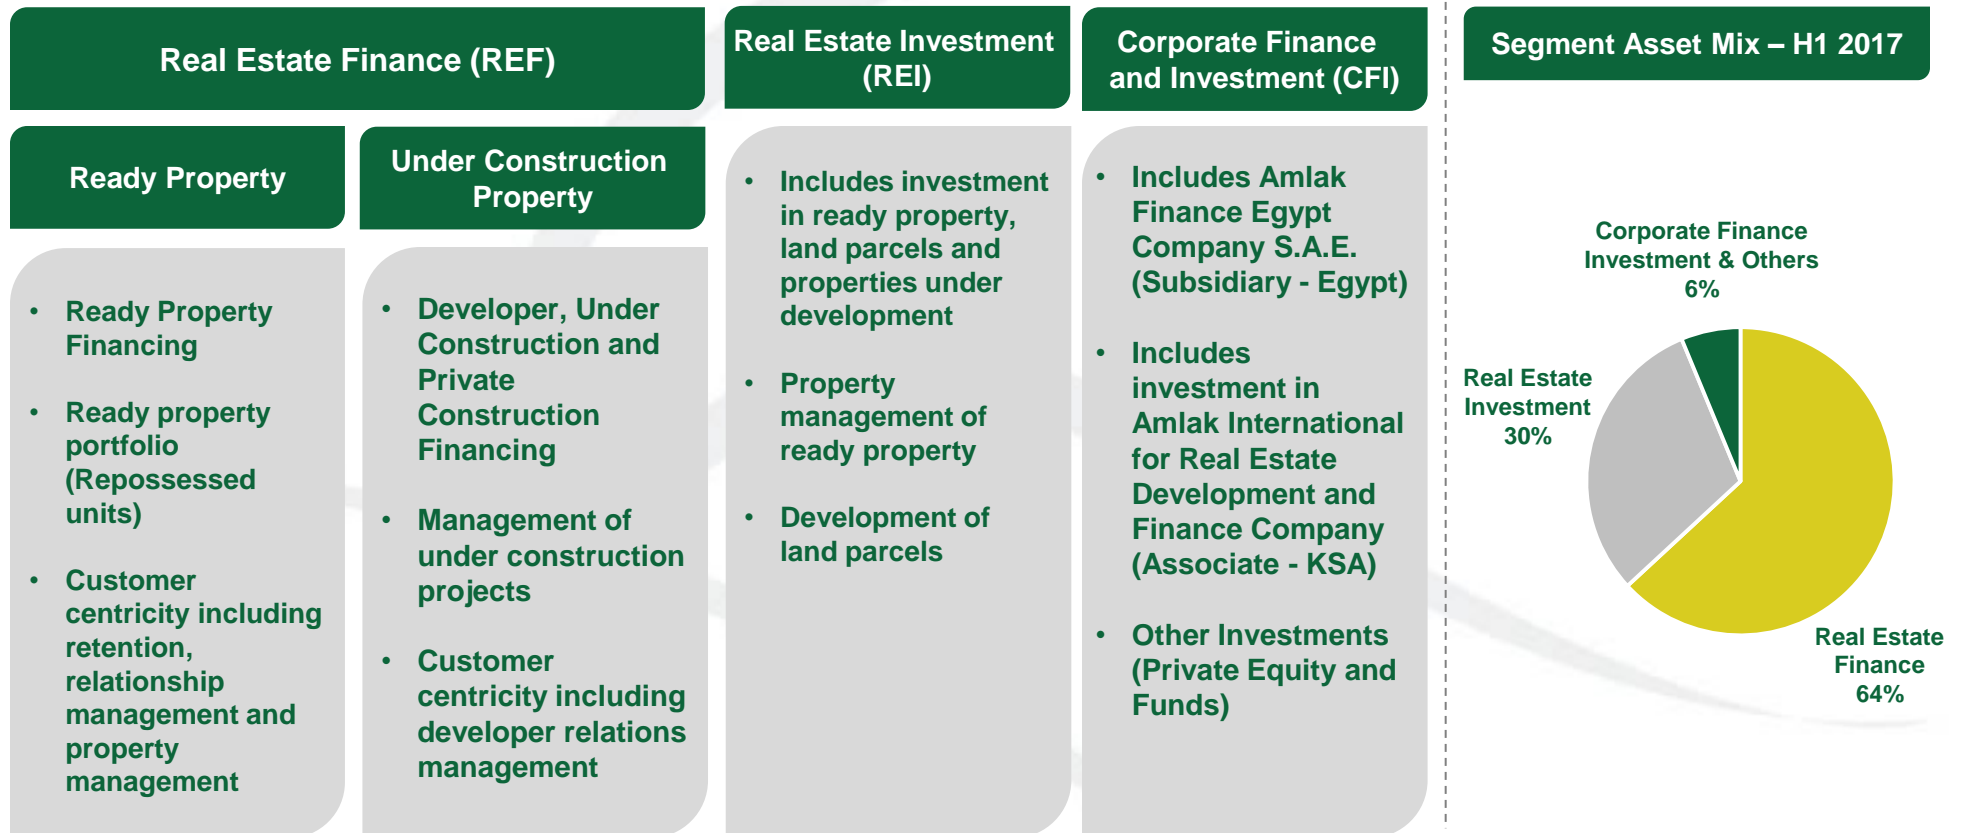 Real Estate Finance (REF)
Ready Property
• Ready Property
Financing
• Ready property
portfolio
(Repossessed
units)
• Customer
centricity including
retention,
relationship
management and
property
management
Under Construction
Property
• Developer, Under
Construction and
Private
Construction
Financing
• Management of
under construction
projects
• Customer
centricity including
developer relations
management
Real Estate Investment
(REI)
• Includes investment
in ready property,
land parcels and
properties under
development
• Property
management of
ready property
• Development of
land parcels
Corporate Finance
and Investment (CFI)
• Includes Amlak
Finance Egypt
Company S.A.E.
(Subsidiary - Egypt)
• Includes
investment in
Amlak International
for Real Estate
Development and
Finance Company
(Associate - KSA)
• Other Investments
(Private Equity and
Funds)
Segment Asset Mix – H1 2017
Corporate Finance
Investment & Others
6%
Real Estate
Investment
30%
Real Estate
Finance
64%